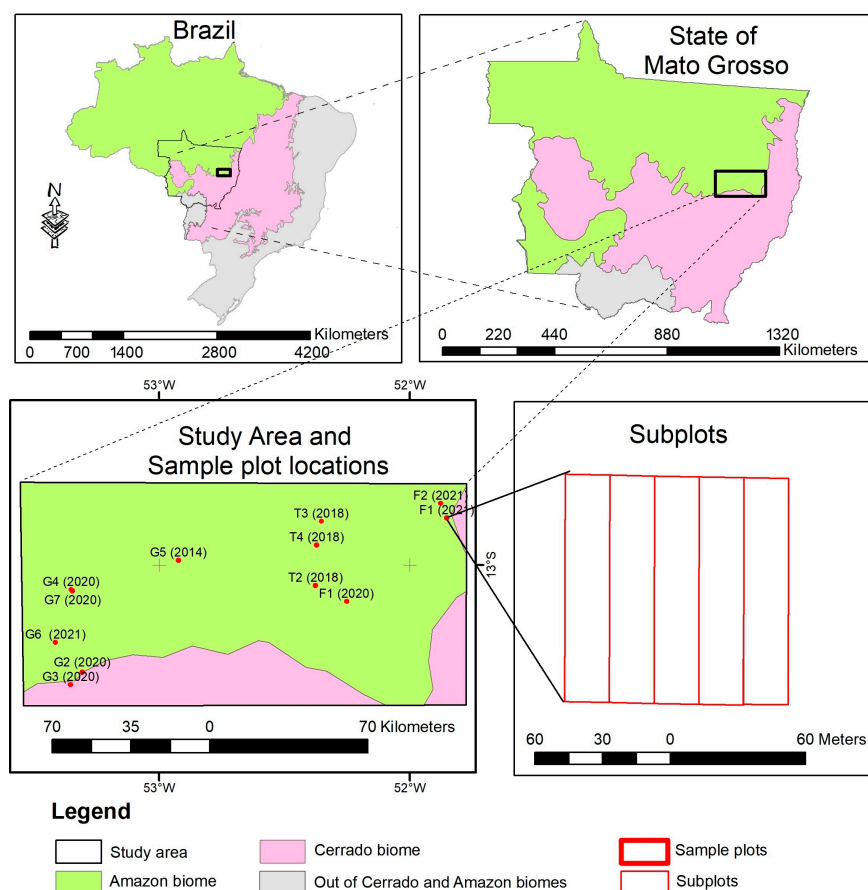 Brazil
N
Kilometers
0 700 1400 2800 4200
State of
Mato Grosso
0 220 440 880 1320
Kilometers
53°W 52°W
Study Area and
Sample plot locations
F2 (2021
F1 (2021)
T3 (2018)
T4 (2018)
G5 (2014)
T2 (2018)
F1 (2020)
G4 (2020)
G7 (2020)
G6 (2021)
G2 (2020)
G3 (2020)
13°S
70 35 0 70 Kilometers
53°W 52°W
Subplots
60 30 0 60 Meters
Legend
Study area
Cerrado biome
Sample plots
Amazon biome
Out of Cerrado and Amazon biomes
Subplots